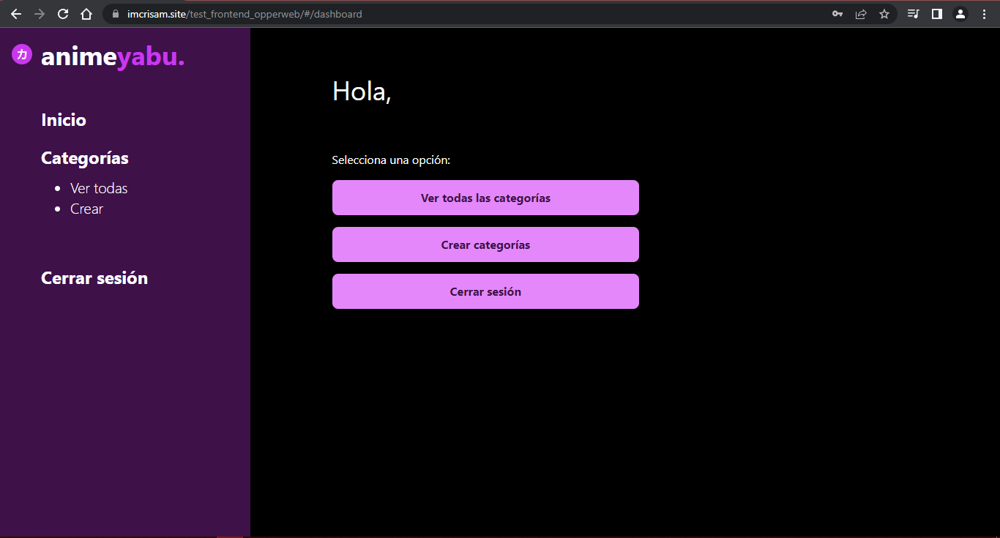 imcrisam.site/test_frontend_opperweb/#/dashboard
カ animeyabu.
Inicio
Categorías
Ver todas
Crear
Cerrar sesión
Hola,
Selecciona una opción:
Ver todas las categorías
Crear categorías
Cerrar sesión